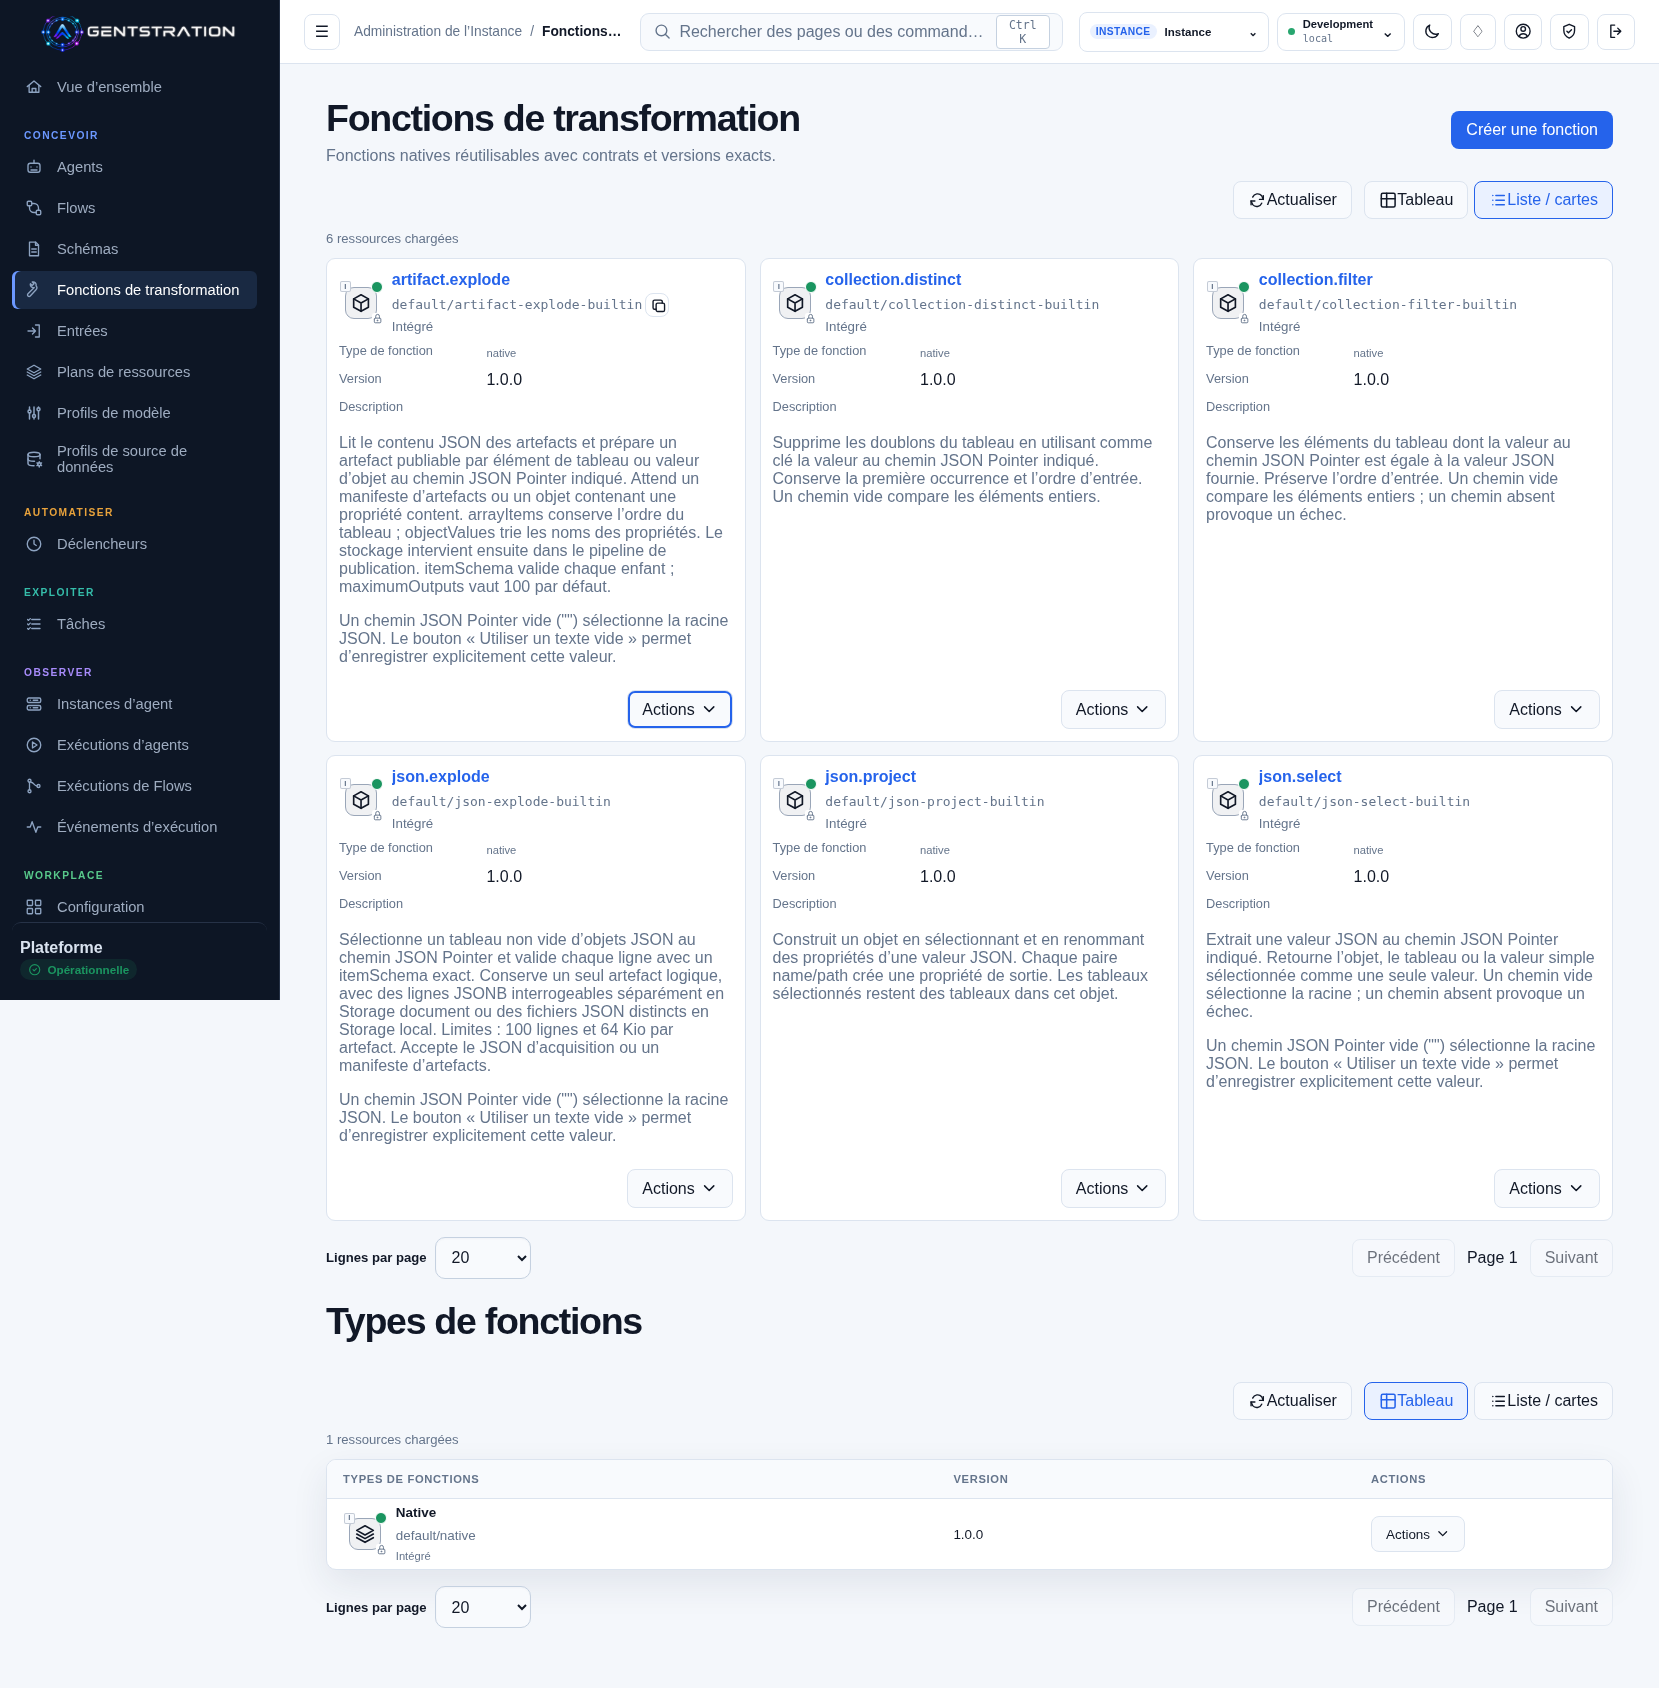 GENTSTRATION
☰
Administration de l’Instance / Fonctions…
Rechercher des pages ou des command…
Ctrl K
INSTANCE Instance
Development
local
Vue d’ensemble
CONCEVOIR
Agents
Flows
Schémas
Fonctions de transformation
Entrées
Plans de ressources
Profils de modèle
Profils de source de
données
AUTOMATISER
Déclencheurs
EXPLOITER
Tâches
OBSERVER
Instances d’agent
Exécutions d’agents
Exécutions de Flows
Événements d’exécution
WORKPLACE
Configuration
Plateforme
Opérationnelle
Fonctions de transformation
Fonctions natives réutilisables avec contrats et versions exacts.
Créer une fonction
Actualiser
Tableau
Liste / cartes
6 ressources chargées
I
artifact.explode
default/artifact-explode-builtin
Intégré
Type de fonction native
Version 1.0.0
Description
Lit le contenu JSON des artefacts et prépare un
artefact publiable par élément de tableau ou valeur
d’objet au chemin JSON Pointer indiqué. Attend un
manifeste d’artefacts ou un objet contenant une
propriété content. arrayItems conserve l’ordre du
tableau ; objectValues trie les noms des propriétés. Le
stockage intervient ensuite dans le pipeline de
publication. itemSchema valide chaque enfant ;
maximumOutputs vaut 100 par défaut.
Un chemin JSON Pointer vide ("") sélectionne la racine
JSON. Le bouton « Utiliser un texte vide » permet
d’enregistrer explicitement cette valeur.
Actions
I
collection.distinct
default/collection-distinct-builtin
Intégré
Type de fonction native
Version 1.0.0
Description
Supprime les doublons du tableau en utilisant comme
clé la valeur au chemin JSON Pointer indiqué.
Conserve la première occurrence et l’ordre d’entrée.
Un chemin vide compare les éléments entiers.
Actions
I
collection.filter
default/collection-filter-builtin
Intégré
Type de fonction native
Version 1.0.0
Description
Conserve les éléments du tableau dont la valeur au
chemin JSON Pointer est égale à la valeur JSON
fournie. Préserve l’ordre d’entrée. Un chemin vide
compare les éléments entiers ; un chemin absent
provoque un échec.
Actions
I
json.explode
default/json-explode-builtin
Intégré
Type de fonction native
Version 1.0.0
Description
Sélectionne un tableau non vide d’objets JSON au
chemin JSON Pointer et valide chaque ligne avec un
itemSchema exact. Conserve un seul artefact logique,
avec des lignes JSONB interrogeables séparément en
Storage document ou des fichiers JSON distincts en
Storage local. Limites : 100 lignes et 64 Kio par
artefact. Accepte le JSON d’acquisition ou un
manifeste d’artefacts.
Un chemin JSON Pointer vide ("") sélectionne la racine
JSON. Le bouton « Utiliser un texte vide » permet
d’enregistrer explicitement cette valeur.
Actions
I
json.project
default/json-project-builtin
Intégré
Type de fonction native
Version 1.0.0
Description
Construit un objet en sélectionnant et en renommant
des propriétés d’une valeur JSON. Chaque paire
name/path crée une propriété de sortie. Les tableaux
sélectionnés restent des tableaux dans cet objet.
Actions
I
json.select
default/json-select-builtin
Intégré
Type de fonction native
Version 1.0.0
Description
Extrait une valeur JSON au chemin JSON Pointer
indiqué. Retourne l’objet, le tableau ou la valeur simple
sélectionnée comme une seule valeur. Un chemin vide
sélectionne la racine ; un chemin absent provoque un
échec.
Un chemin JSON Pointer vide ("") sélectionne la racine
JSON. Le bouton « Utiliser un texte vide » permet
d’enregistrer explicitement cette valeur.
Actions
Lignes par page 20
Précédent Page 1 Suivant
Types de fonctions
Actualiser
Tableau
Liste / cartes
1 ressources chargées
TYPES DE FONCTIONS VERSION ACTIONS
I
Native
default/native
Intégré
1.0.0
Actions
Lignes par page 20
Précédent Page 1 Suivant